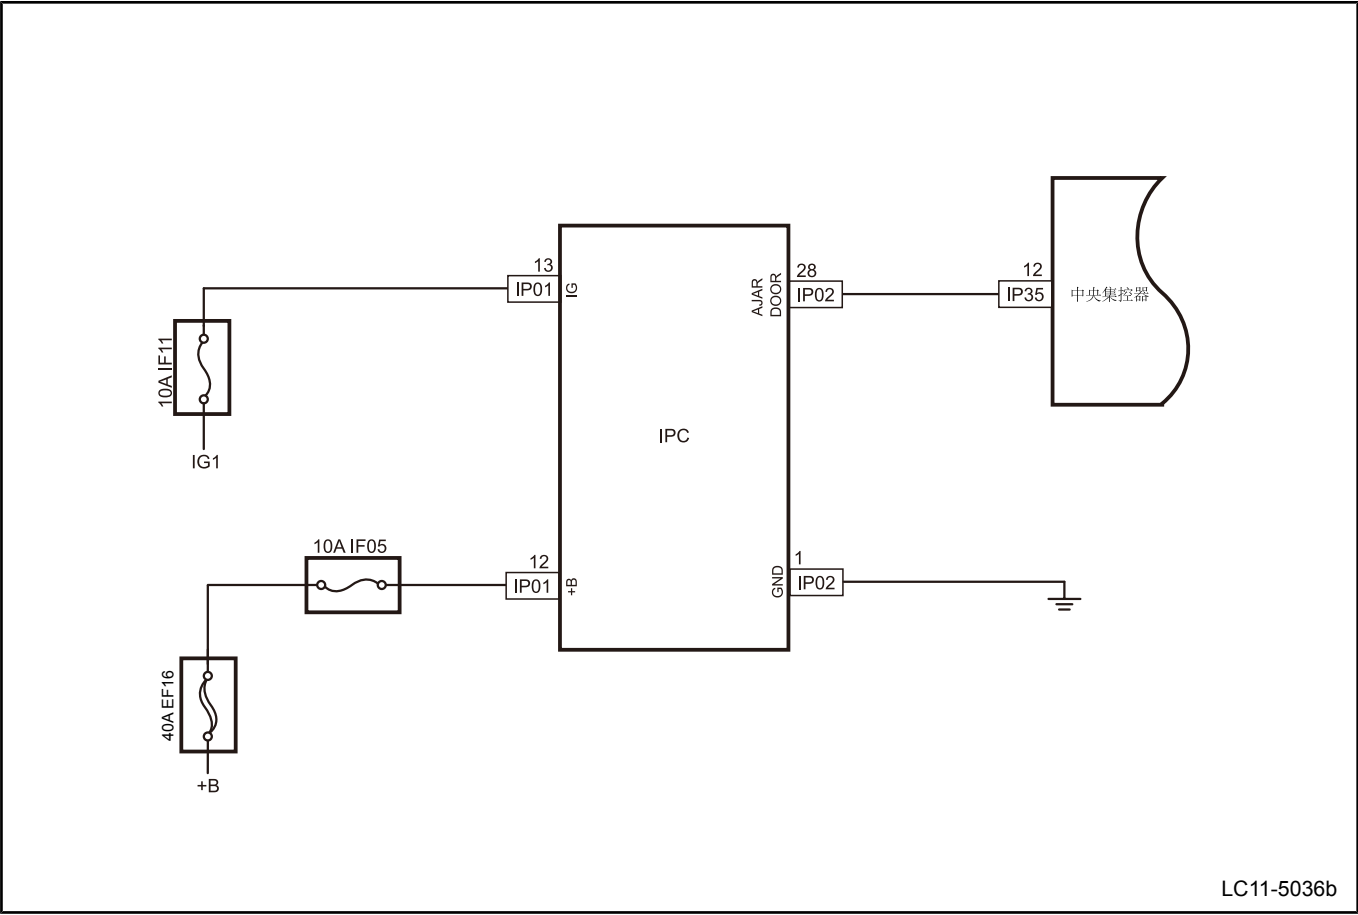 13
IP01
IG
28
IP02
AJAR
DOOR
12
IP35
中央集控器
10A IF11
IG1
IPC
10A IF05
12
IP01
+B
1
IP02
GND
40A EF16
+B
LC11-5036b